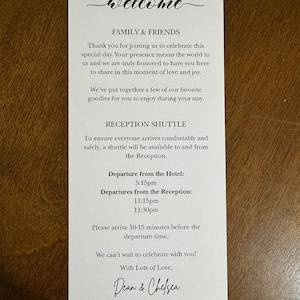 welcome
FAMILY & FRIENDS
Thank you for joining us to celebrate this
special day. Your presence means the world to
us and we are truly honored to have you here
to share in this moment of love and joy.
We've put together a few of our favorite
goodies for you to enjoy during your stay.
RECEPTION SHUTTLE
To ensure everyone arrives comfortably and
safely, a shuttle will be available to and from
the Reception.
Departure from the Hotel:
5:15pm
Departures from the Reception:
11:15pm
11:30pm
Please arrive 10-15 minutes before the
departure time.
We can't wait to celebrate with you!
With Lots of Love,
Dean & Chelsea